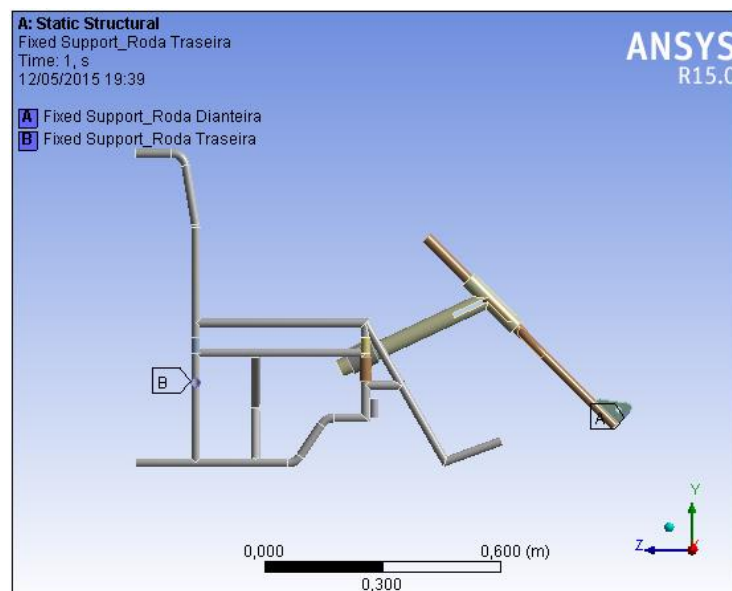 A: Static Structural
Fixed Support_Roda Traseira
Time: 1, s
12/05/2015 19:39
A Fixed Support_Roda Dianteira
B Fixed Support_Roda Traseira
ANSYS
R15.0
B
A
0,000
0,600 (m)
0,300
Y
Z
X